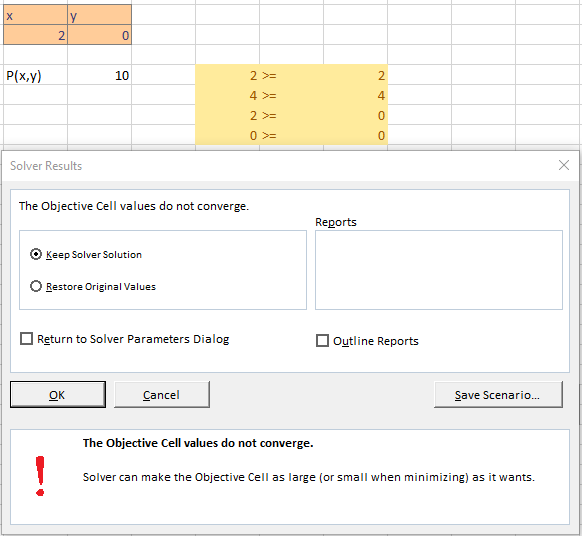 x y
2 0
P(x,y) 10 2 >= 2
4 >= 4
2 >= 0
0 >= 0
Solver Results
The Objective Cell values do not converge.
Reports
Keep Solver Solution
Restore Original Values
Return to Solver Parameters Dialog
Outline Reports
OK Cancel Save Scenario...
The Objective Cell values do not converge.
Solver can make the Objective Cell as large (or small when minimizing) as it wants.